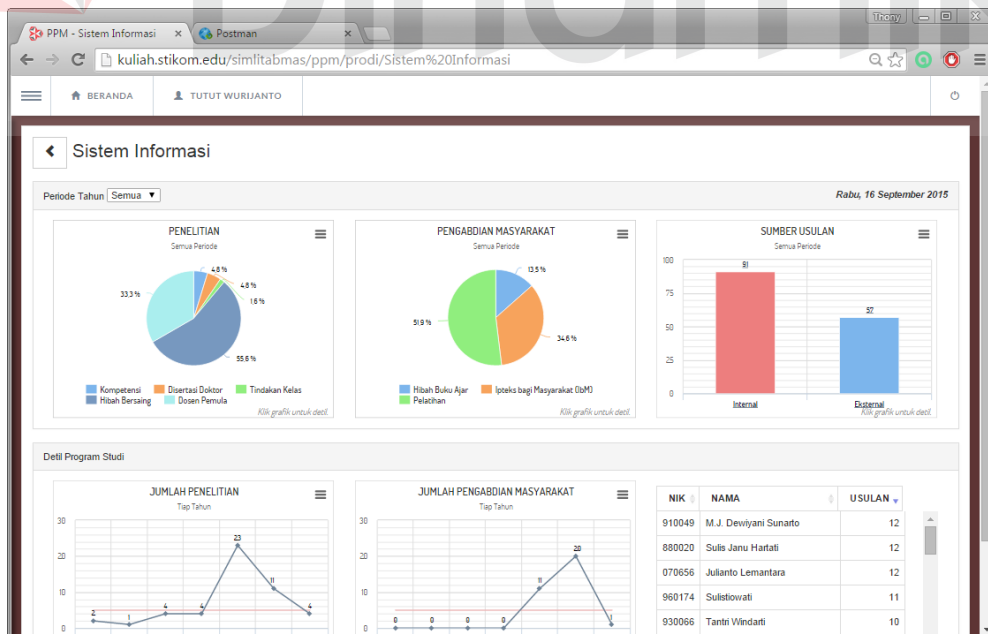 Thony
PPM - Sistem Informasi
Postman
kuliah.stikom.edu/simlitabmas/ppm/prodi/Sistem%20Informasi
BERANDA
TUTUT WURIJANTO
Sistem Informasi
Periode Tahun Semua
Rabu, 16 September 2015
PENELITIAN
Semua Periode
4,8 %
4,8 %
1,6 %
33,3 %
55,6 %
Kompetensi Disertasi Doktor Tindakan Kelas
Hibah Bersaing Dosen Pemula
Klik grafik untuk detil.
PENGABDIAN MASYARAKAT
Semua Periode
13,5 %
51,9 %
34,6 %
Hibah Buku Ajar Ipteks bagi Masyarakat (IbM)
Pelatihan
Klik grafik untuk detil.
SUMBER USULAN
Semua Periode
100
91
75
57
50
25
0
Internal Eksternal
Klik grafik untuk detil.
Detil Program Studi
JUMLAH PENELITIAN
Tiap Tahun
30
23
20
11
10
2 1 4 4 4
0
JUMLAH PENGABDIAN MASYARAKAT
Tiap Tahun
30
20
20
11
10
0 0 0 0 1
0
NIK NAMA USULAN
910049 M.J. Dewiyani Sunarto 12
880020 Sulis Janu Hartati 12
070656 Julianto Lemantara 12
960174 Sulistiowati 11
930066 Tantri Windarti 10